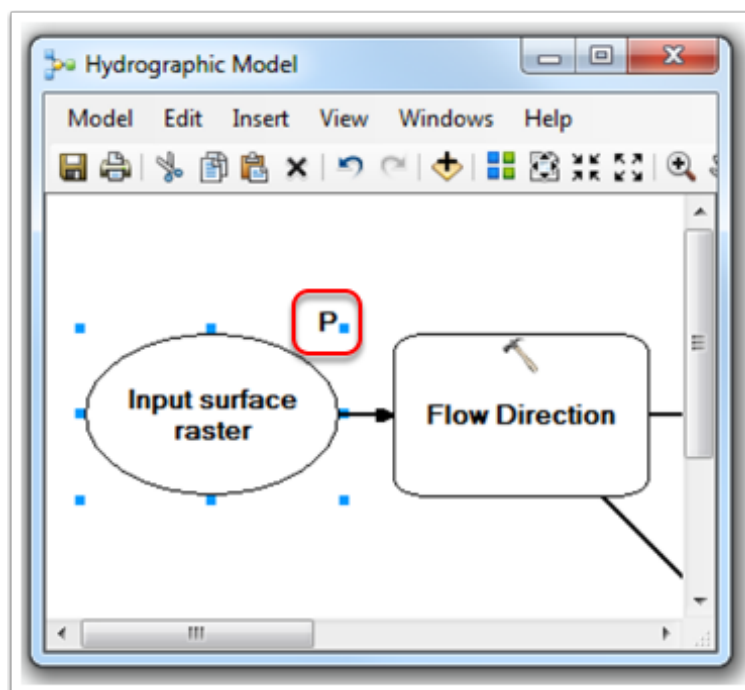 Hydrographic Model
Model Edit Insert View Windows Help
P
Input surface
raster
Flow Direction